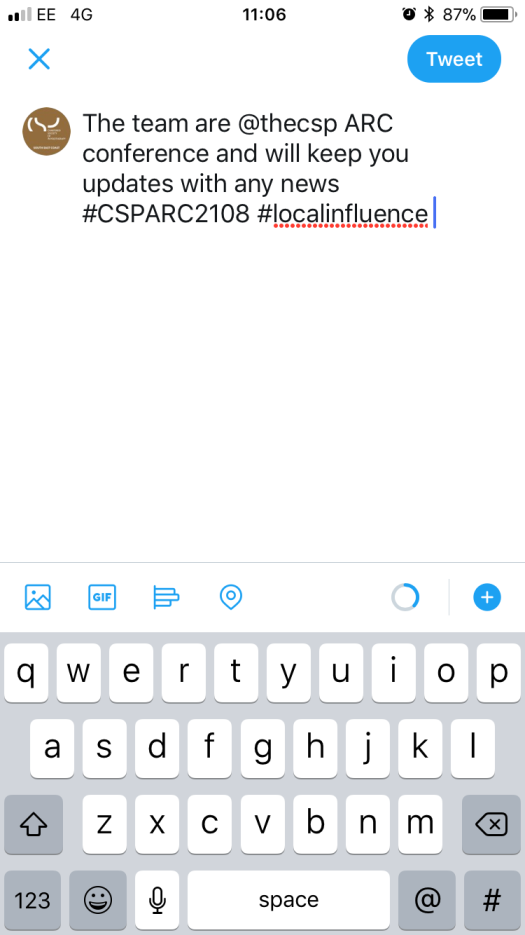 EE 4G 11:06 87%
Tweet
The team are @thecsp ARC
conference and will keep you
updates with any news
#CSPARC2108 #localinfluence
GIF
q w e r t y u i o p
a s d f g h j k l
z x c v b n m
123 space @ #